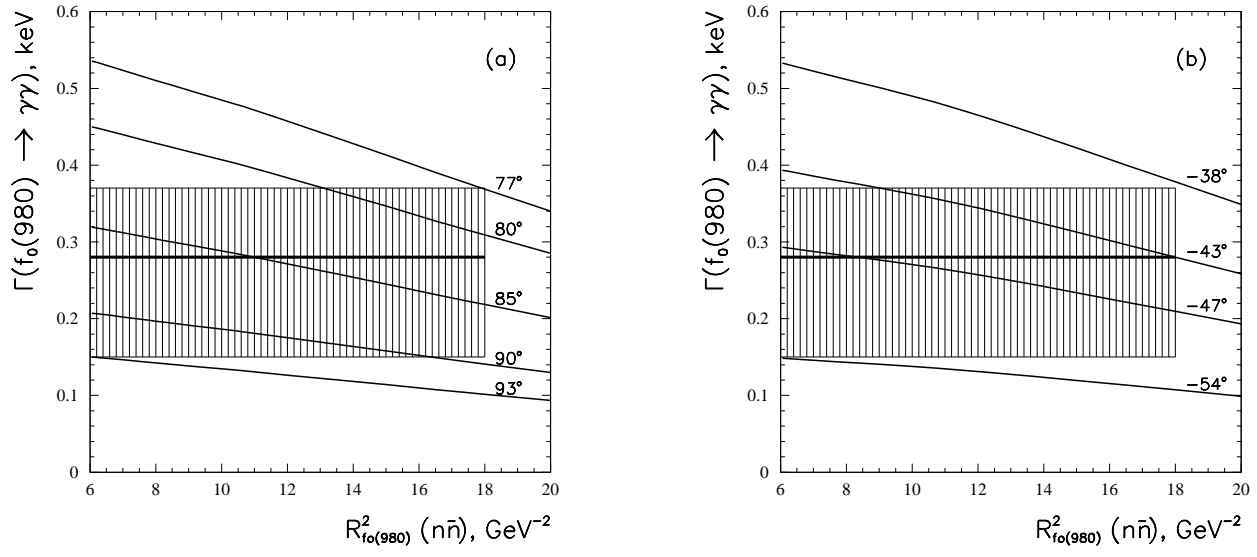 Γ(f₀(980) → γγ), keV
0.6
0.5
0.4
0.3
0.2
0.1
0
(a)
77°
80°
85°
90°
93°
6 8 10 12 14 16 18 20
R²fo(980) (nn̄), GeV⁻²
Γ(f₀(980) → γγ), keV
0.6
0.5
0.4
0.3
0.2
0.1
0
(b)
−38°
−43°
−47°
−54°
6 8 10 12 14 16 18 20
R²fo(980) (nn̄), GeV⁻²